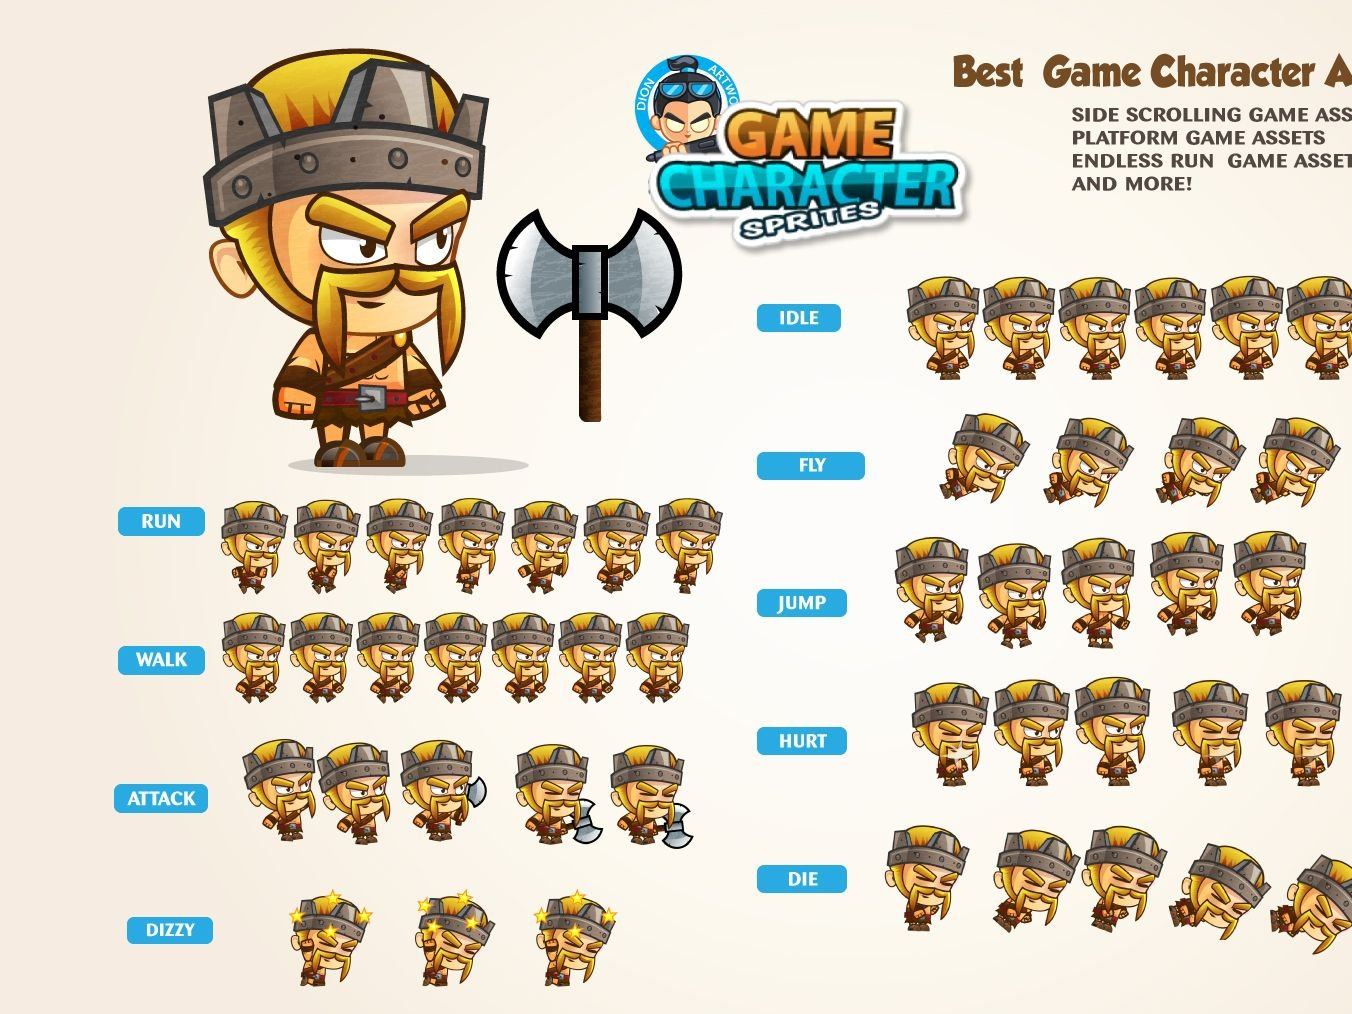 DION ARTWO
GAME
CHARACTER
SPRITES
Best Game Character A
SIDE SCROLLING GAME ASS
PLATFORM GAME ASSETS
ENDLESS RUN GAME ASSET
AND MORE!
IDLE
FLY
RUN
JUMP
WALK
HURT
ATTACK
DIE
DIZZY